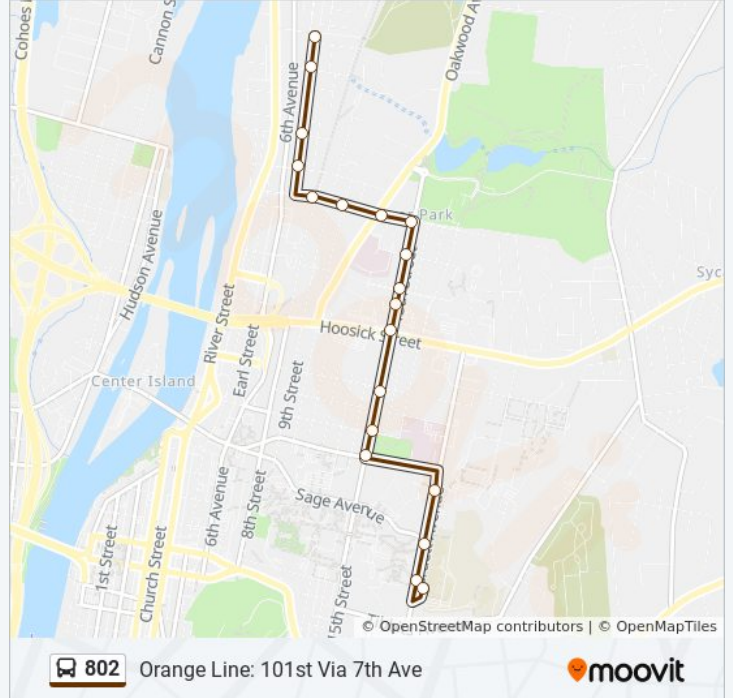 Cohoes
Cannon S
6th Avenue
Oakwood Av
Park
Hudson Avenue
River Street
Hoosick Street
Syc
Earl Street
Center Island
9th Street
Sage Avenue
6th Avenue
8th Street
1st Street
Church Street
15th Street
© OpenStreetMap contributors | © OpenMapTiles
802 Orange Line: 101st Via 7th Ave
moovit